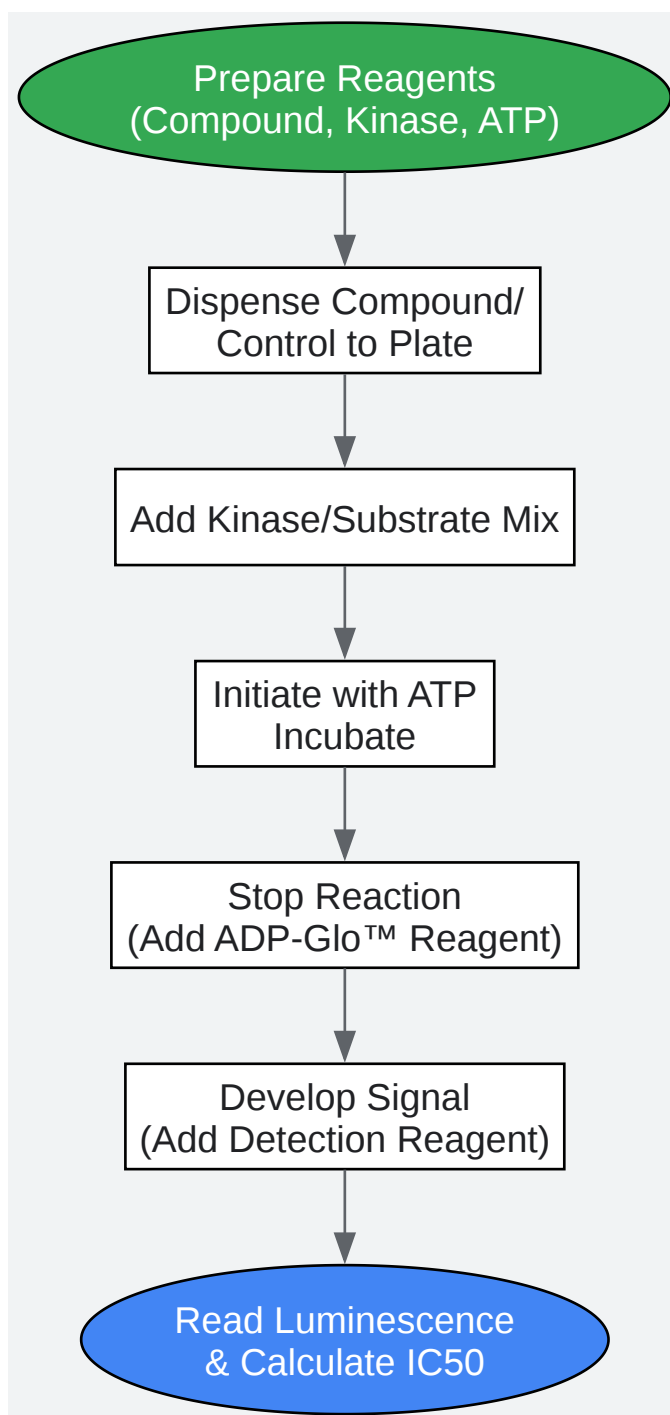 Prepare Reagents
(Compound, Kinase, ATP)
Dispense Compound/
Control to Plate
Add Kinase/Substrate Mix
Initiate with ATP
Incubate
Stop Reaction
(Add ADP-Glo™ Reagent)
Develop Signal
(Add Detection Reagent)
Read Luminescence
& Calculate IC50